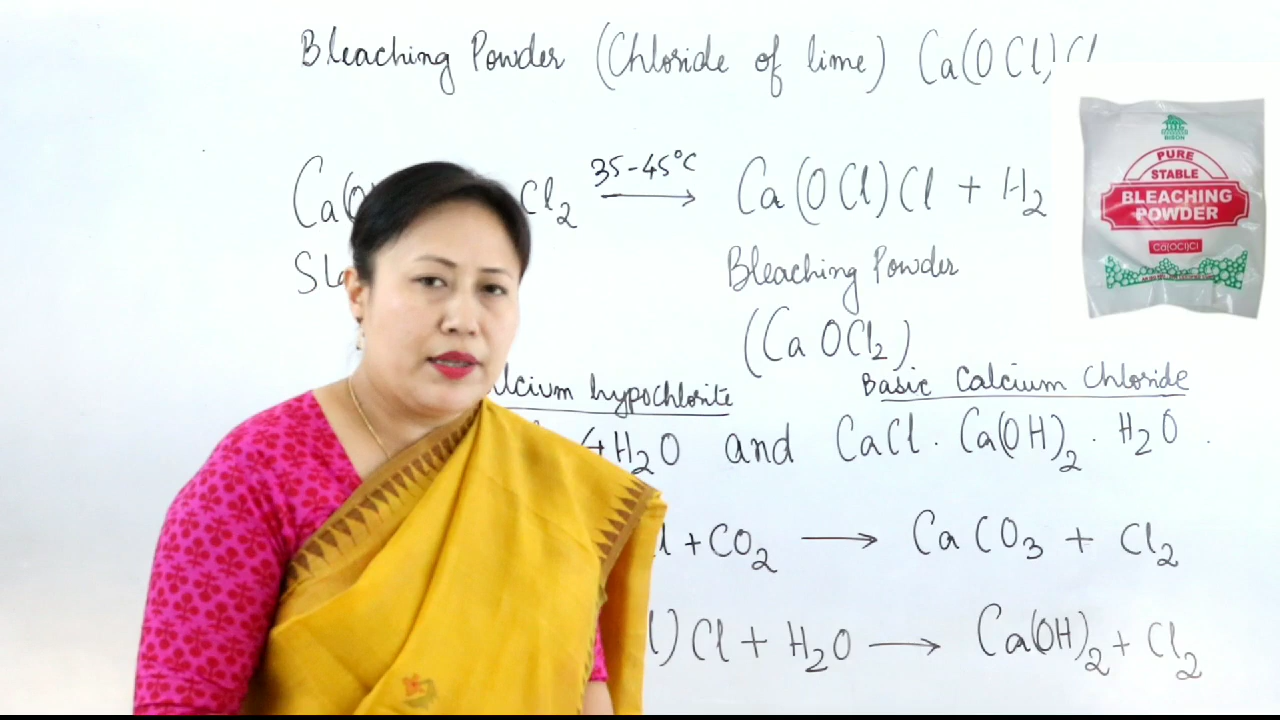 Bleaching Powder (Chloride of lime) Ca(OCl)Cl
Ca(O Cl2 35-45°C → Ca(OCl)Cl + H2
Sla
Bleaching Powder
(CaOCl2)
lcium hypochlorite Basic Calcium Chloride
4H2O and CaCl . Ca(OH)2 . H2O .
l + CO2 → CaCO3 + Cl2
l)Cl + H2O → Ca(OH)2 + Cl2
BISON
PURE
STABLE
BLEACHING
POWDER
Ca(OCl)Cl